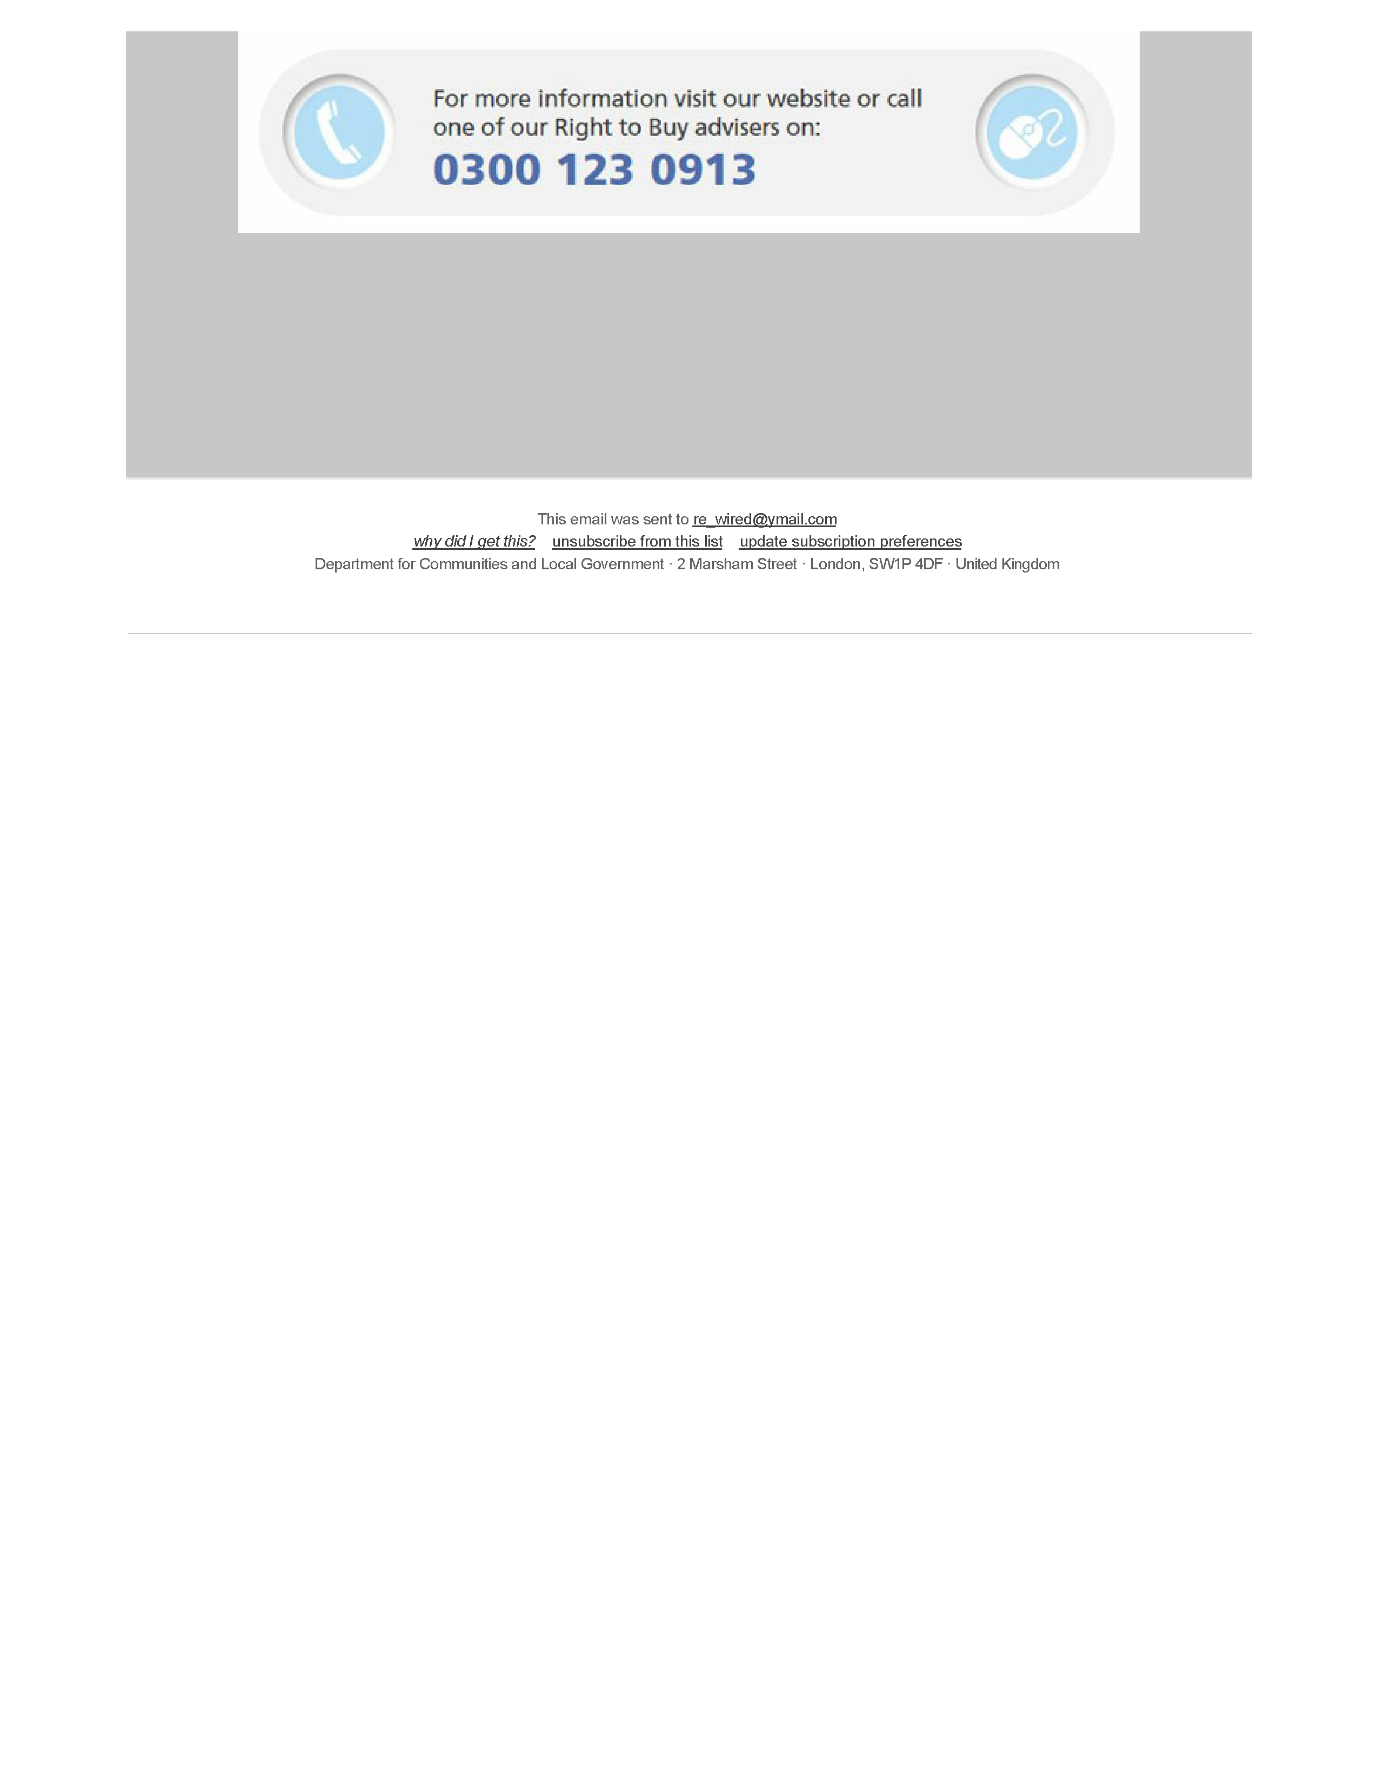 For more information visit our website or call
one of our Right to Buy advisers on:
0300 123 0913
This email was sent to re_wired@ymail.com
why did I get this? unsubscribe from this list update subscription preferences
Department for Communities and Local Government · 2 Marsham Street · London, SW1P 4DF · United Kingdom